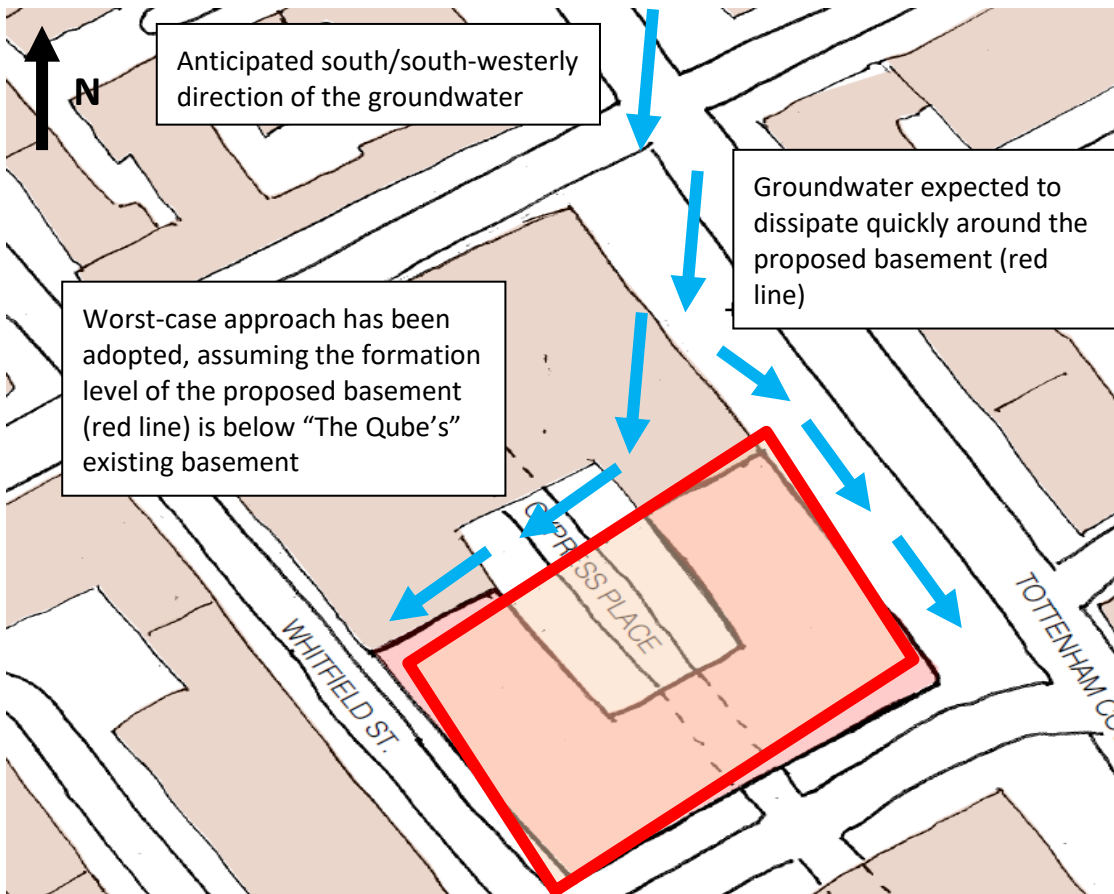 N
Anticipated south/south-westerly
direction of the groundwater
Groundwater expected to
dissipate quickly around the
proposed basement (red
line)
Worst-case approach has been
adopted, assuming the formation
level of the proposed basement
(red line) is below “The Qube’s”
existing basement
CYPRESS PLACE
WHITFIELD ST.
TOTTENHAM CO